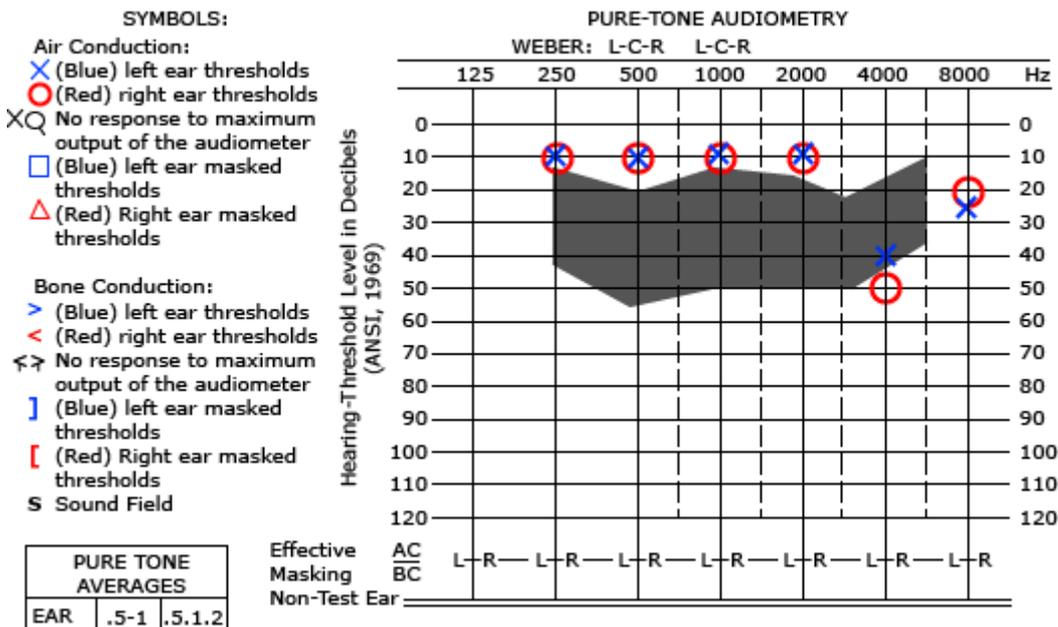 SYMBOLS:
Air Conduction:
(Blue) left ear thresholds
(Red) right ear thresholds
No response to maximum
output of the audiometer
(Blue) left ear masked
thresholds
(Red) Right ear masked
thresholds
Bone Conduction:
> (Blue) left ear thresholds
< (Red) right ear thresholds
No response to maximum
output of the audiometer
] (Blue) left ear masked
thresholds
[ (Red) Right ear masked
thresholds
S Sound Field
PURE TONE
AVERAGES
EAR .5-1 .5.1.2
PURE-TONE AUDIOMETRY
WEBER: L-C-R L-C-R
125 250 500 1000 2000 4000 8000 Hz
Hearing-Threshold Level in Decibels
(ANSI, 1969)
0 0
10 10
20 20
30 30
40 40
50 50
60 60
70 70
80 80
90 90
100 100
110 110
120 120
Effective AC
Masking BC
L R L R L R L R L R L R L R
Non-Test Ear